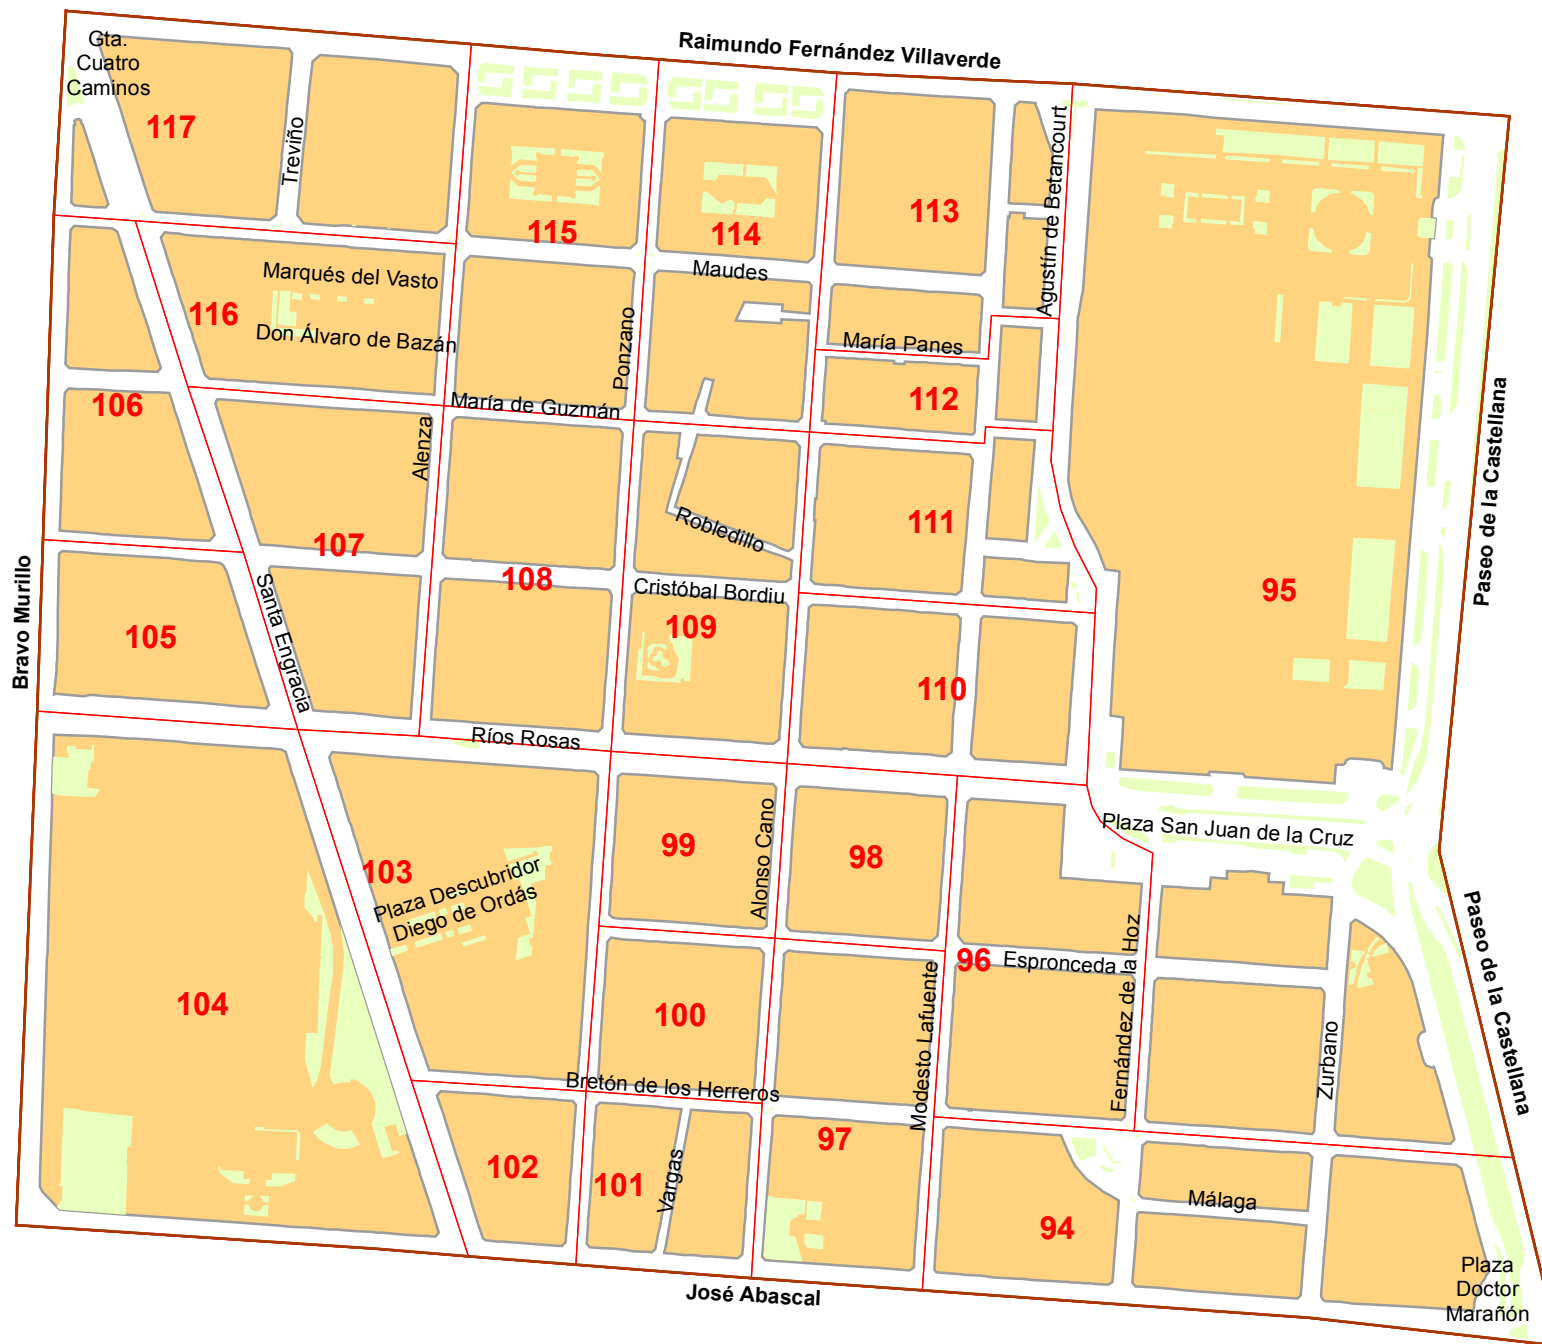 Raimundo Fernández Villaverde
Gta.
Cuatro
Caminos
117
Treviño
115
114
113
Agustín de Betancourt
Marqués del Vasto
Maudes
116
Don Álvaro de Bazán
Ponzano
María Panes
106
María de Guzmán
112
Alenza
Paseo de la Castellana
107
Robledillo
111
108
Cristóbal Bordiu
95
Bravo Murillo
Santa Engracia
105
109
110
Ríos Rosas
Plaza San Juan de la Cruz
99
Alonso Cano
98
103
Plaza Descubridor
Diego de Ordás
96
Espronceda
Fernández de la Hoz
Paseo de la Castellana
104
100
Modesto Lafuente
Zurbano
Bretón de los Herreros
97
102
101
Vargas
Málaga
94
José Abascal
Plaza
Doctor
Marañón